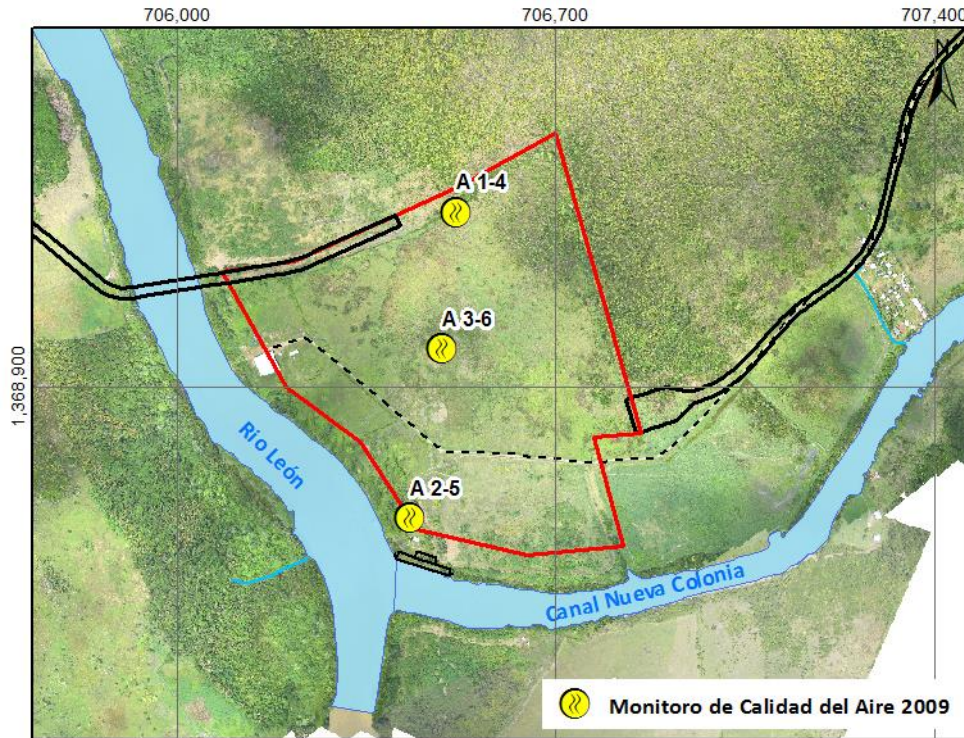 706,000
706,700
707,400
A 1-4
A 3-6
1,368,900
Río León
A 2-5
Canal Nueva Colonia
Monitoro de Calidad del Aire 2009